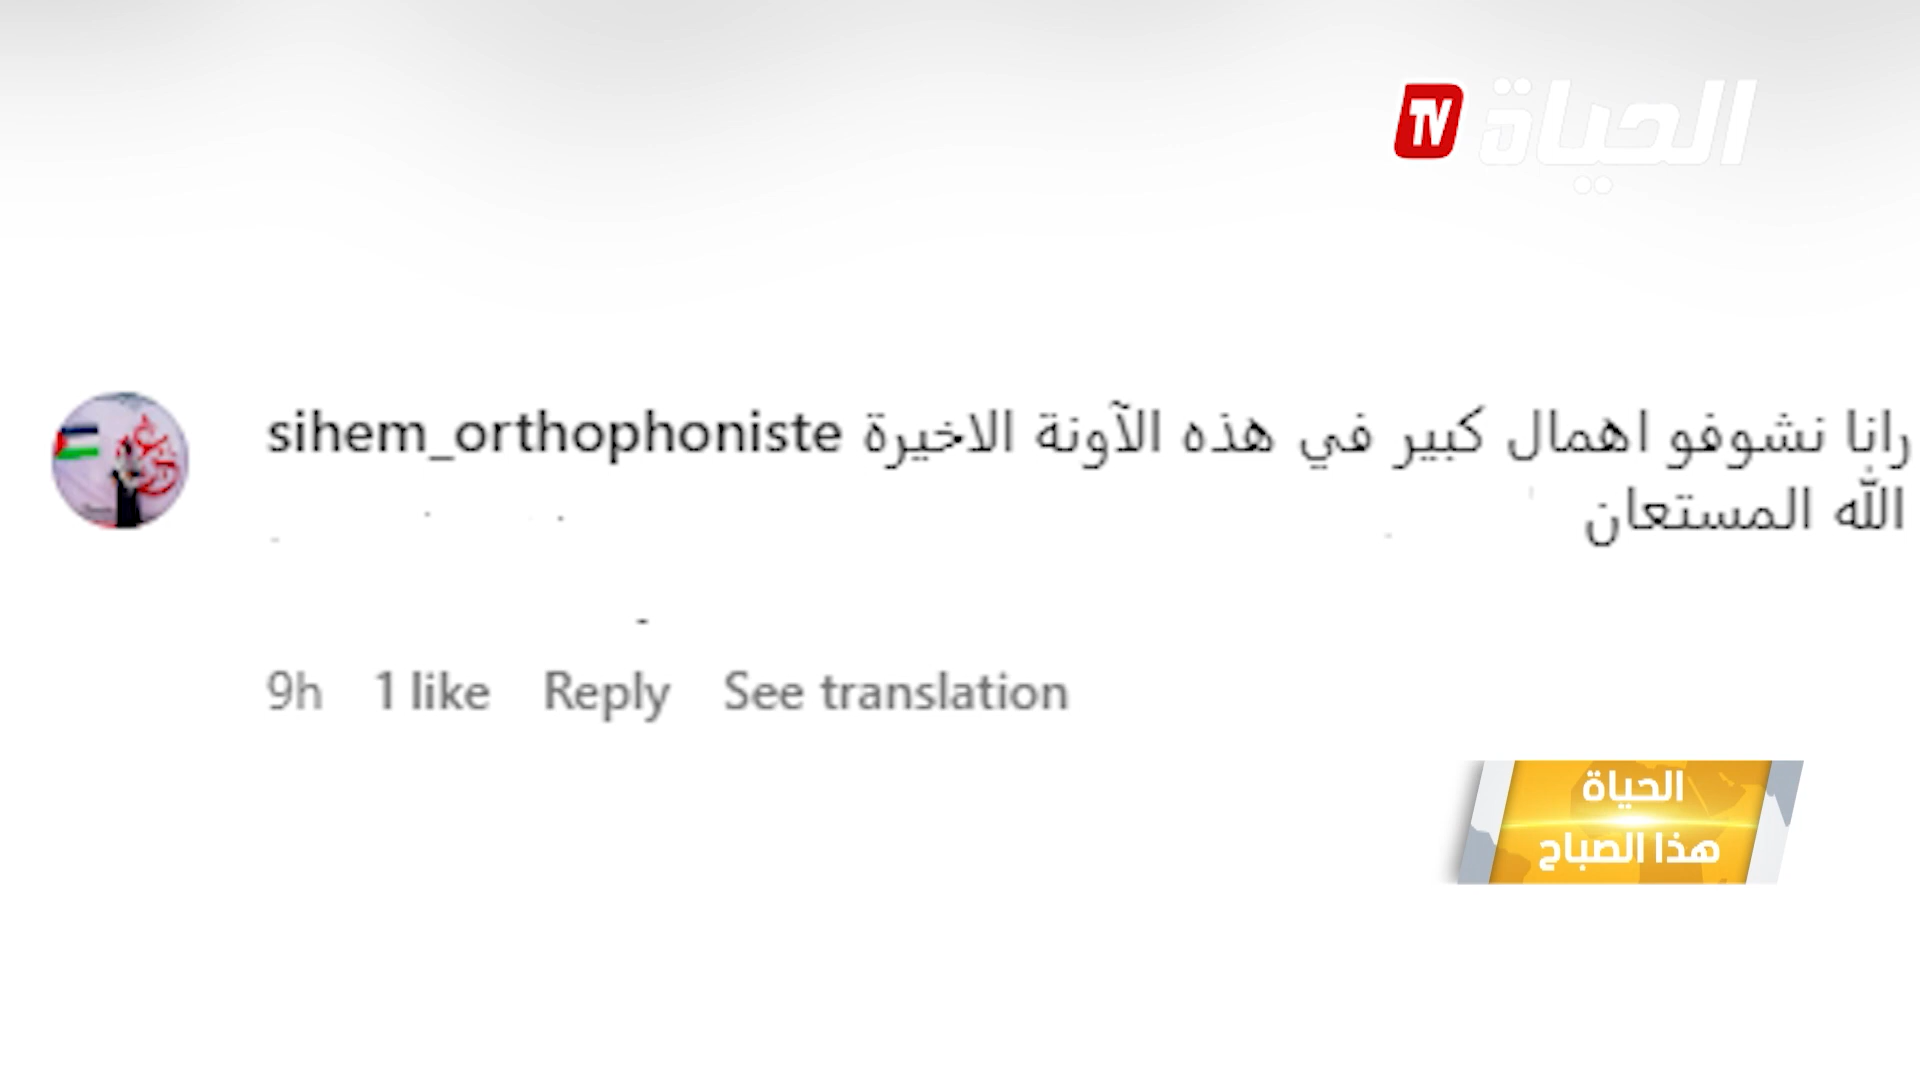 TV الحياة
sihem_orthophoniste رانا نشوفو اهمال كبير في هذه الآونة الاخيرة
الله المستعان
9h 1 like Reply See translation
الحياة
هذا الصباح